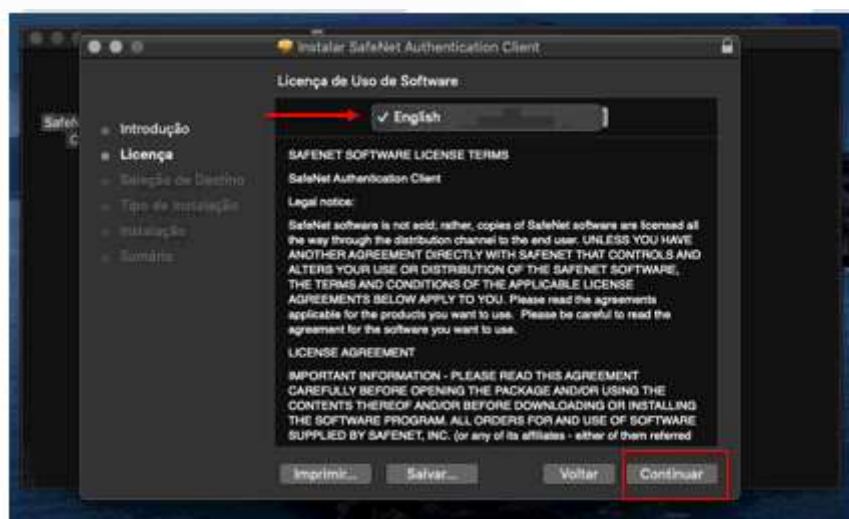 Instalar SafeNet Authentication Client
Licença de Uso de Software
English
Introdução
Licença
Seleção de Destino
Tipo de Instalação
Instalação
Sumário
SAFENET SOFTWARE LICENSE TERMS
SafeNet Authentication Client
Legal notice:
SafeNet software is not sold; rather, copies of SafeNet software are licensed all
the way through the distribution channel to the end user. UNLESS YOU HAVE
ANOTHER AGREEMENT DIRECTLY WITH SAFENET THAT CONTROLS AND
ALTERS YOUR USE OR DISTRIBUTION OF THE SAFENET SOFTWARE,
THE TERMS AND CONDITIONS OF THE APPLICABLE LICENSE
AGREEMENTS BELOW APPLY TO YOU. Please read the agreements
applicable for the products you want to use. Please be careful to read the
agreement for the software you want to use.
LICENSE AGREEMENT
IMPORTANT INFORMATION - PLEASE READ THIS AGREEMENT
CAREFULLY BEFORE OPENING THE PACKAGE AND/OR USING THE
CONTENTS THEREOF AND/OR BEFORE DOWNLOADING OR INSTALLING
THE SOFTWARE PROGRAM. ALL ORDERS FOR AND USE OF SOFTWARE
SUPPLIED BY SAFENET, INC. (or any of its affiliates - either of them referred
Imprimir... Salvar... Voltar Continuar